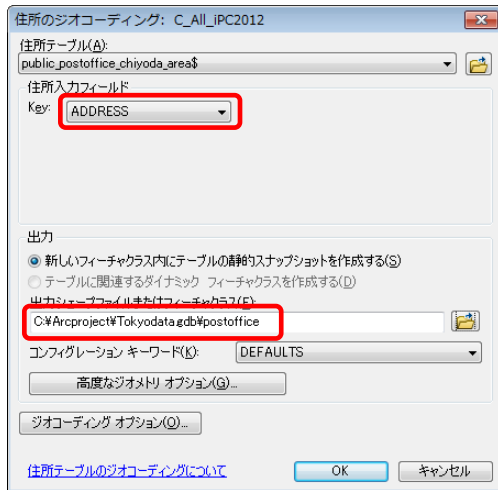 住所のジオコーディング: C_All_iPC2012
住所テーブル(A):
public_postoffice_chiyoda_area$
住所入力フィールド
Key: ADDRESS
出力
新しいフィーチャクラス内にテーブルの静的スナップショットを作成する(S)
テーブルに関連するダイナミック フィーチャクラスを作成する(D)
出力シェープファイルまたはフィーチャクラス(F):
C:¥Arcproject¥Tokyodata.gdb¥postoffice
コンフィグレーション キーワード(K): DEFAULTS
高度なジオメトリ オプション(G)...
ジオコーディング オプション(O)...
住所テーブルのジオコーディングについて OK キャンセル